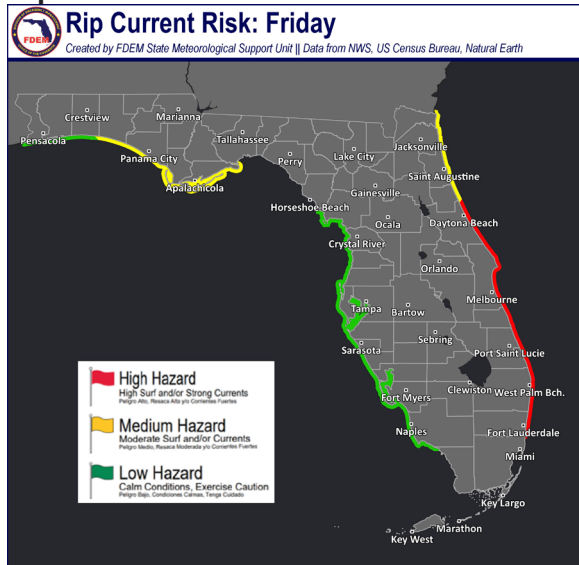 Rip Current Risk: Friday
Created by FDEM State Meteorological Support Unit || Data from NWS, US Census Bureau, Natural Earth
FDEM
Crestview
Marianna
Pensacola
Tallahassee
Jacksonville
Panama City
Perry
Lake City
Saint Augustine
Apalachicola
Gainesville
Horseshoe Beach
Ocala
Daytona Beach
Crystal River
Orlando
Melbourne
Tampa
Bartow
Sebring
Sarasota
Port Saint Lucie
Clewiston
West Palm Bch.
Fort Myers
Naples
Fort Lauderdale
Miami
Key Largo
Marathon
Key West
High Hazard
High Surf and/or Strong Currents
Peligro Alto, Resaca Alta y/o Corrientes Fuertes
Medium Hazard
Moderate Surf and/or Currents
Peligro Medio, Resaca Moderada y/o Corrientes Fuertes
Low Hazard
Calm Conditions, Exercise Caution
Peligro Bajo, Condiciones Calmas, Tenga Cuidado